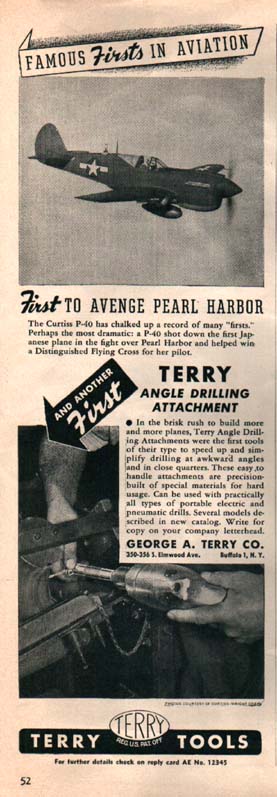 FAMOUS Firsts IN AVIATION
First TO AVENGE PEARL HARBOR
The Curtiss P-40 has chalked up a record of many "firsts."
Perhaps the most dramatic: a P-40 shot down the first Jap-
anese plane in the fight over Pearl Harbor and helped win
a Distinguished Flying Cross for her pilot.
AND ANOTHER
First
TERRY
ANGLE DRILLING
ATTACHMENT
● In the brisk rush to build more
and more planes, Terry Angle Drill-
ing Attachments were the first tools
of their type to speed up and sim-
plify drilling at awkward angles
and in close quarters. These easy to
handle attachments are precision-
built of special materials for hard
usage. Can be used with practically
all types of portable electric and
pneumatic drills. Several models de-
scribed in new catalog. Write for
copy on your company letterhead.
GEORGE A. TERRY CO.
350-356 S. Elmwood Ave. Buffalo 1, N. Y.
PHOTOS COURTESY OF CURTISS-WRIGHT CORP.
TERRY
REG. U.S. PAT. OFF.
TERRY TOOLS
For further details check on reply card AE No. 12345
52